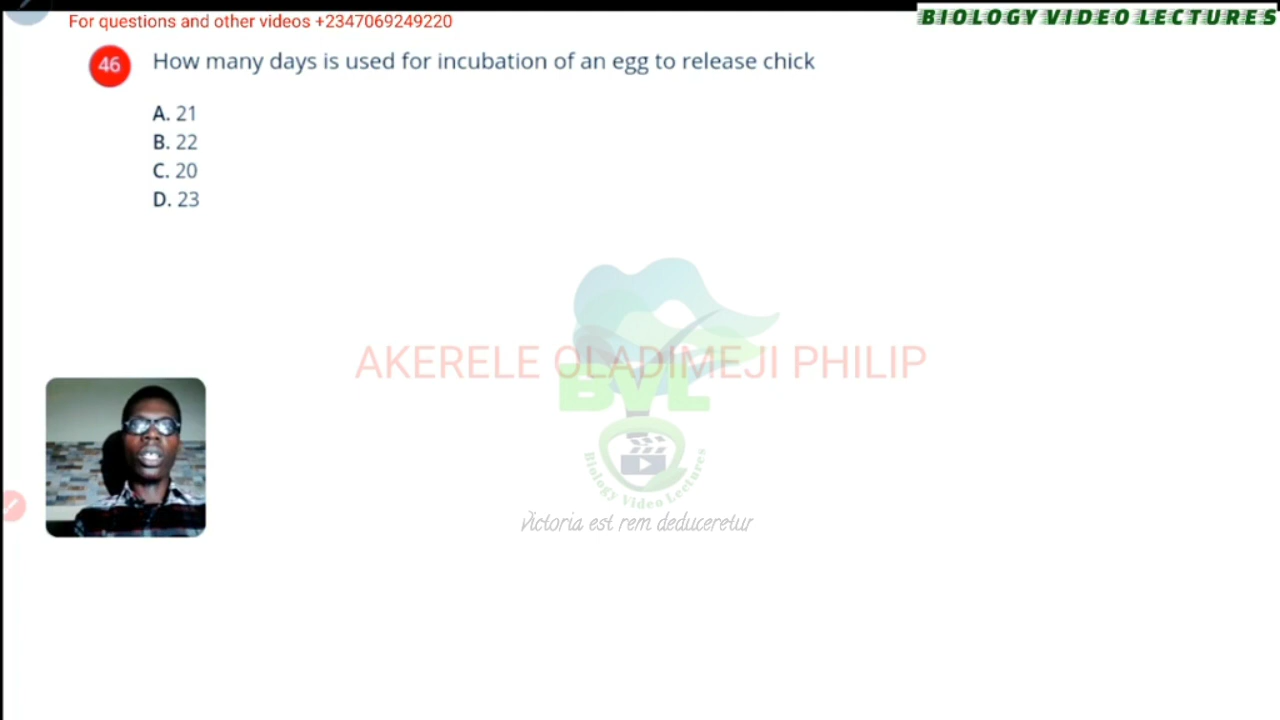 For questions and other videos +2347069249220
BIOLOGY VIDEO LECTURES
46 How many days is used for incubation of an egg to release chick
A. 21
B. 22
C. 20
D. 23
AKERELE OLADIMEJI PHILIP
BVL
Biology Video Lectures
Victoria est rem deduceretur